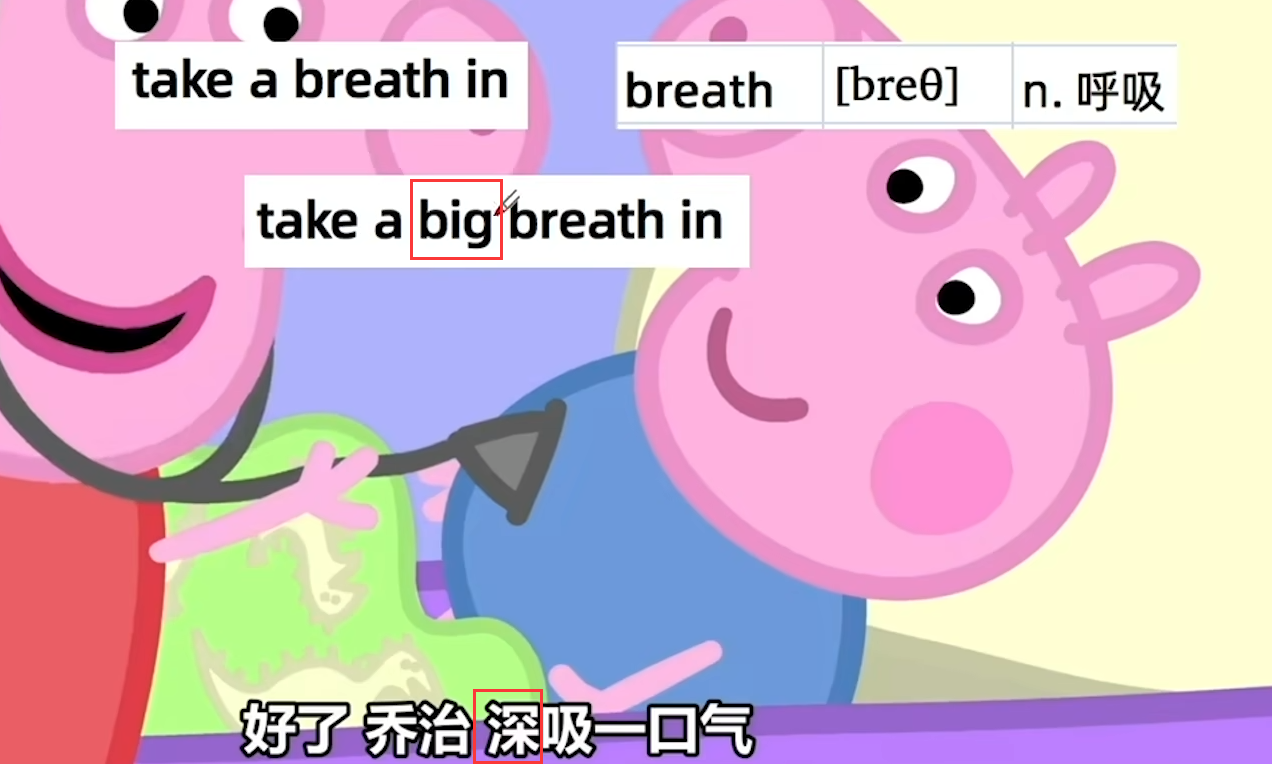 take a breath in
breath [breθ] n. 呼吸
take a big breath in
好了 乔治 深吸一口气